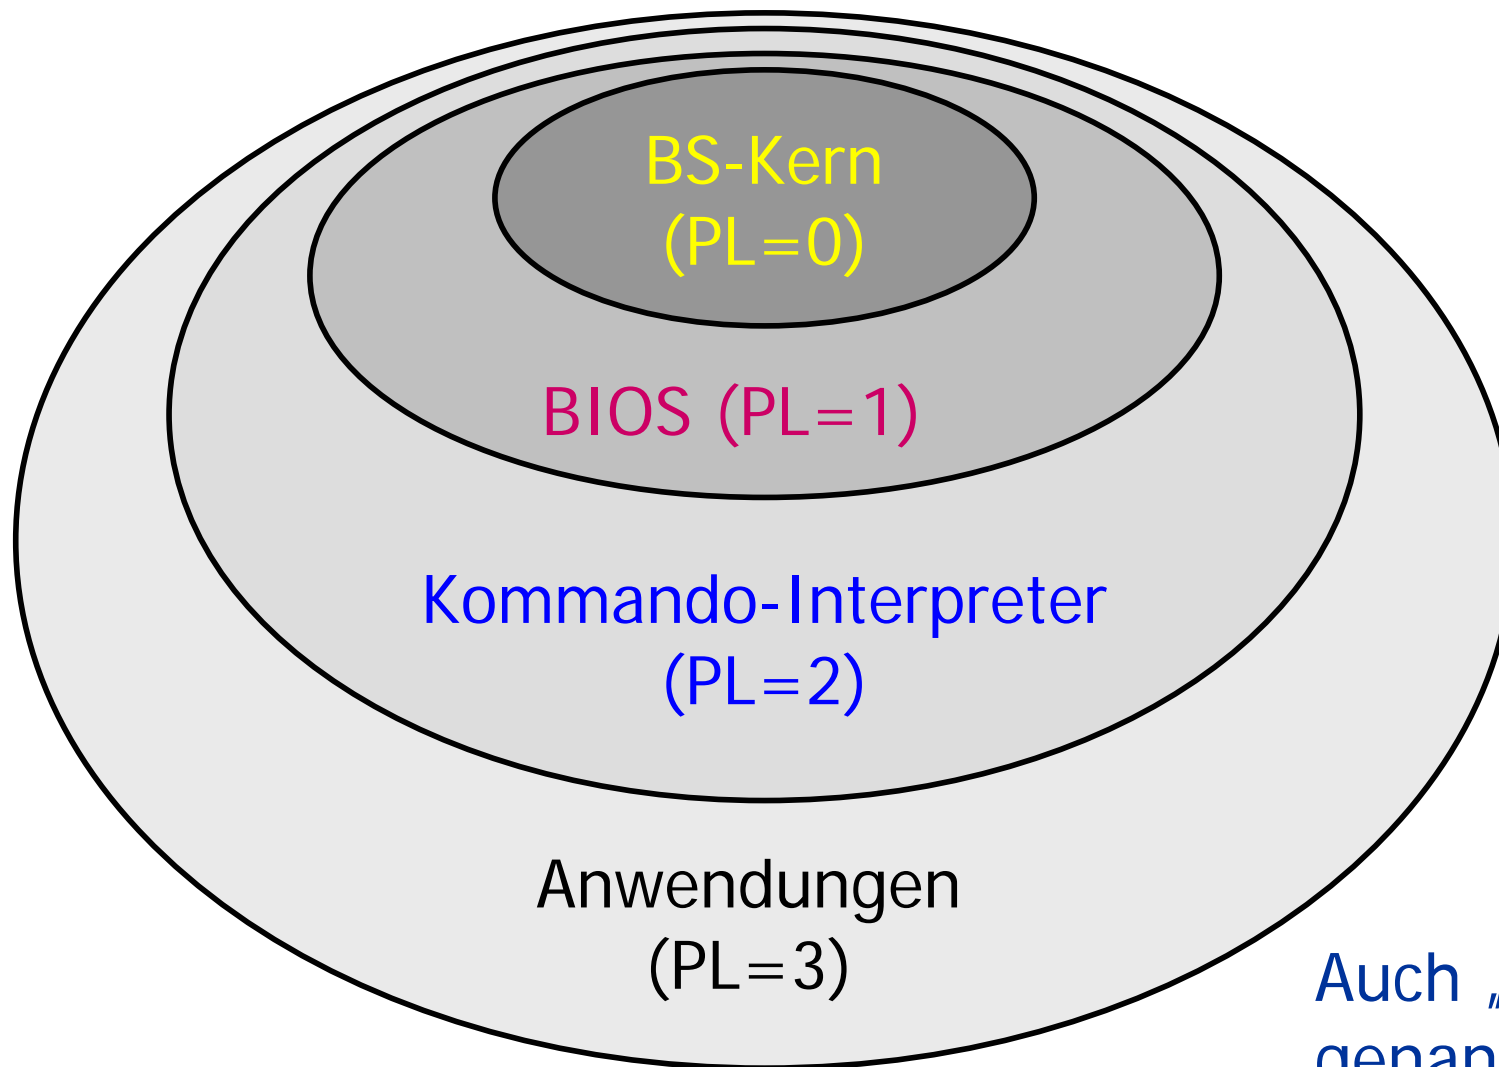 BS-Kern
(PL=0)
BIOS (PL=1)
Kommando-Interpreter
(PL=2)
Anwendungen
(PL=3)
Auch „